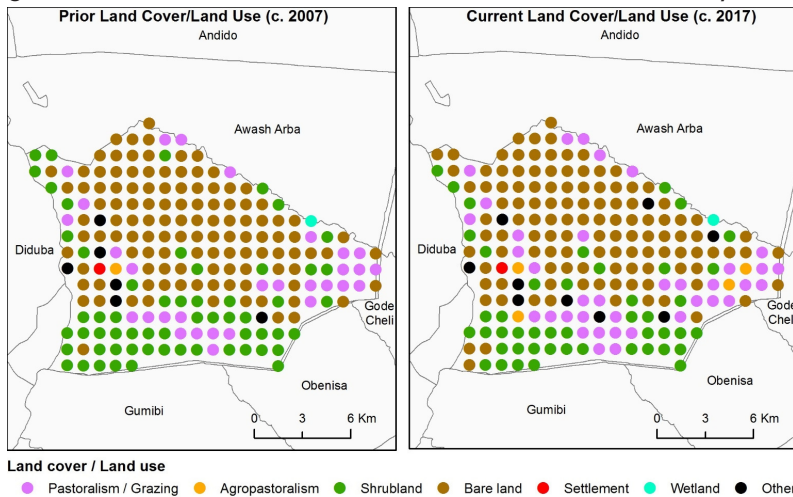 Prior Land Cover/Land Use (c. 2007)
Andido
Awash Arba
Diduba
Gode
Cheli
Obenisa
Gumibi
0 3 6 Km
Current Land Cover/Land Use (c. 2017)
Andido
Awash Arba
Diduba
Gode
Cheli
Obenisa
Gumibi
0 3 6 Km
Land cover / Land use
Pastoralism / Grazing Agropastoralism Shrubland Bare land Settlement Wetland Other